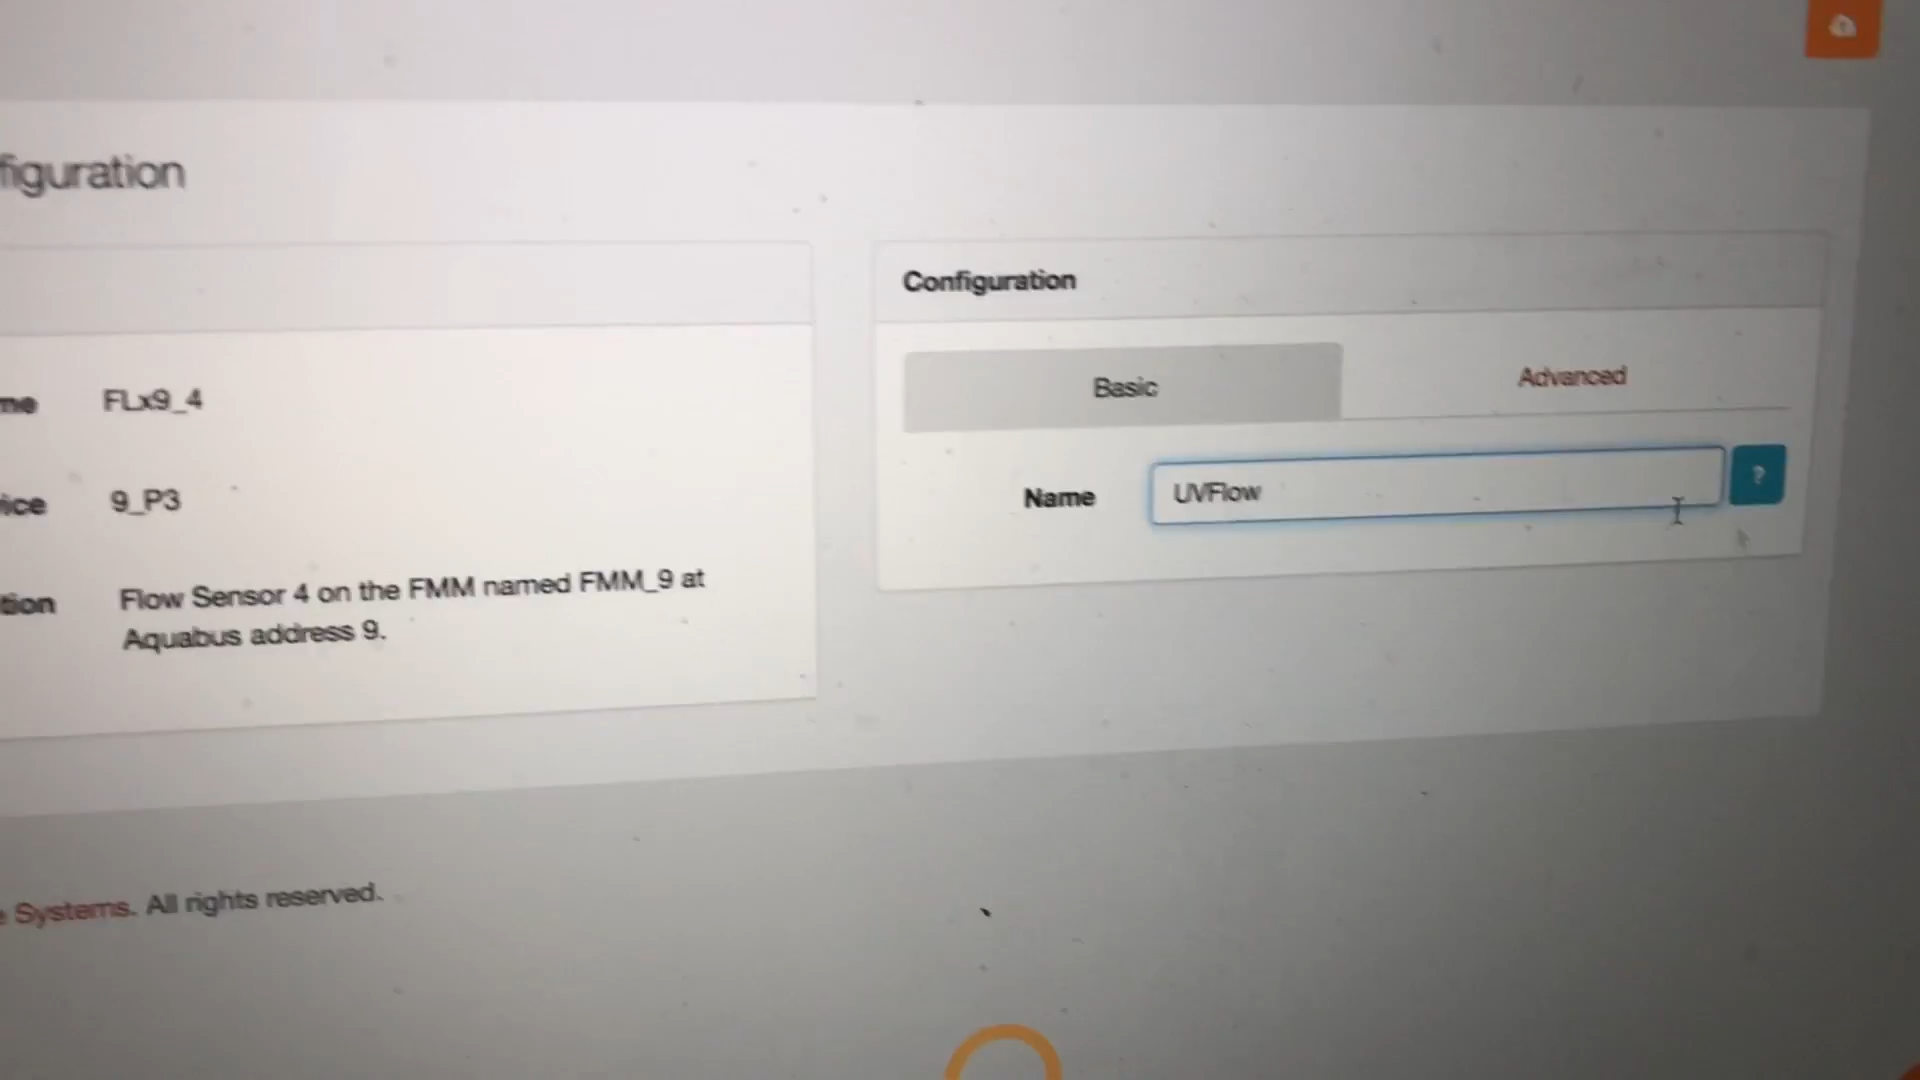 figuration
Configuration
Basic
Advanced
me FLx9_4
Name UVFlow ?
ice 9_P3
tion Flow Sensor 4 on the FMM named FMM_9 at
Aquabus address 9.
e Systems. All rights reserved.